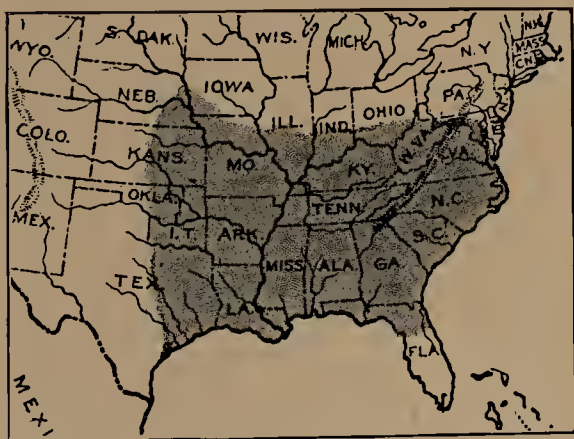 WYO.
S. DAK.
WIS.
MICH.
N.Y
N.H.
MASS
NEB.
IOWA
ILL.
IND.
OHIO
PA.
COLO.
KANS.
MO.
KY.
W.VA.
VA.
OKLA.
TENN.
N.C.
MEX.
I.T.
ARK.
S.C.
TEX.
MISS.
ALA.
GA.
LA.
FLA.
MEXI